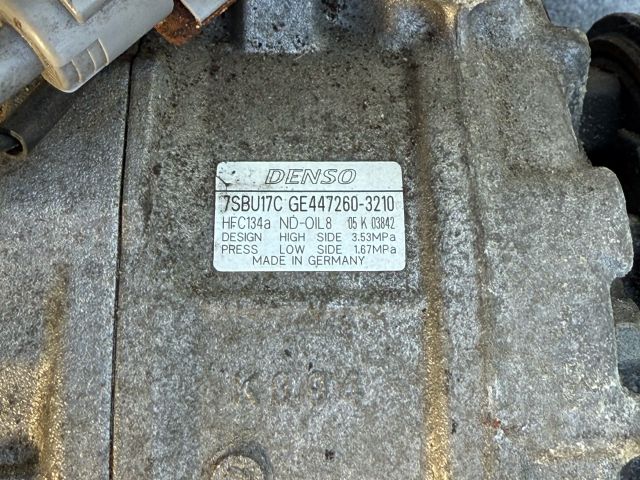 DENSO
7SBU17C GE447260-3210
HFC134a ND-OIL8 05 K 03842
DESIGN HIGH SIDE 3.53MPa
PRESS LOW SIDE 1.67MPa
MADE IN GERMANY